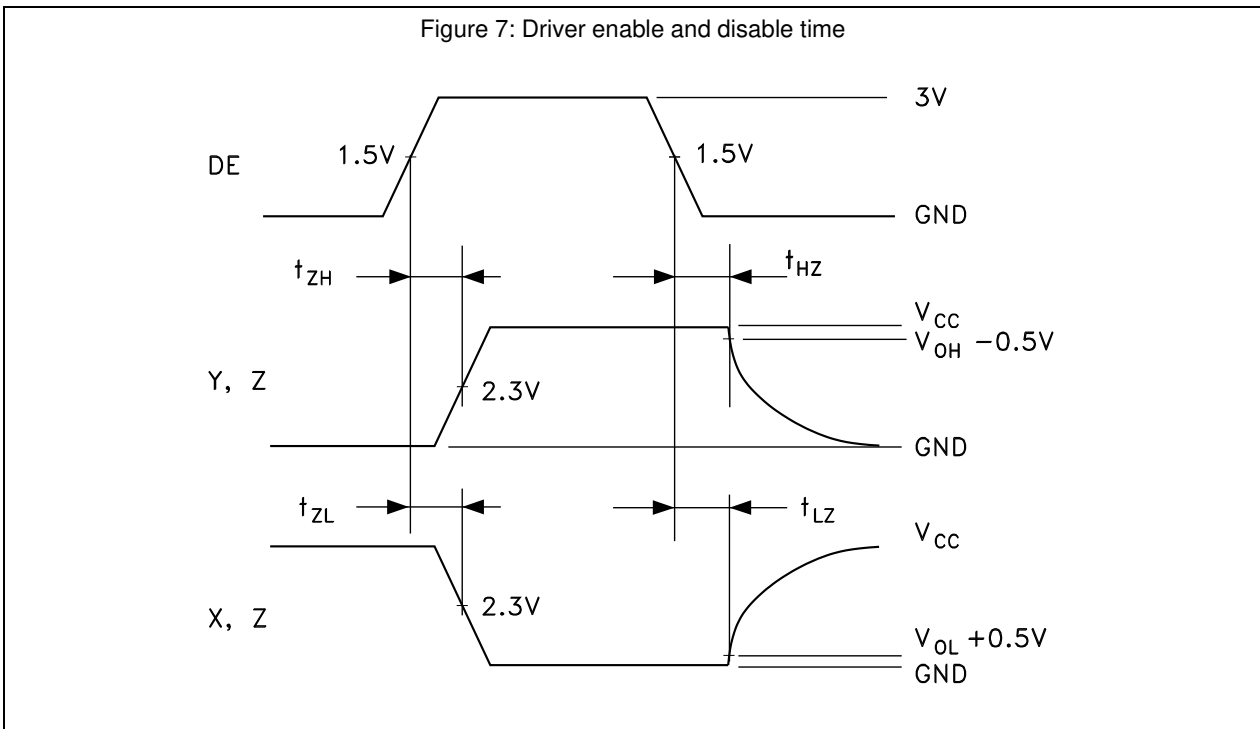 Figure 7: Driver enable and disable time
3V
1.5V
1.5V
DE
GND
tZH
tHZ
VCC
VOH −0.5V
Y, Z
2.3V
GND
tZL
tLZ
VCC
X, Z
2.3V
VOL +0.5V
GND